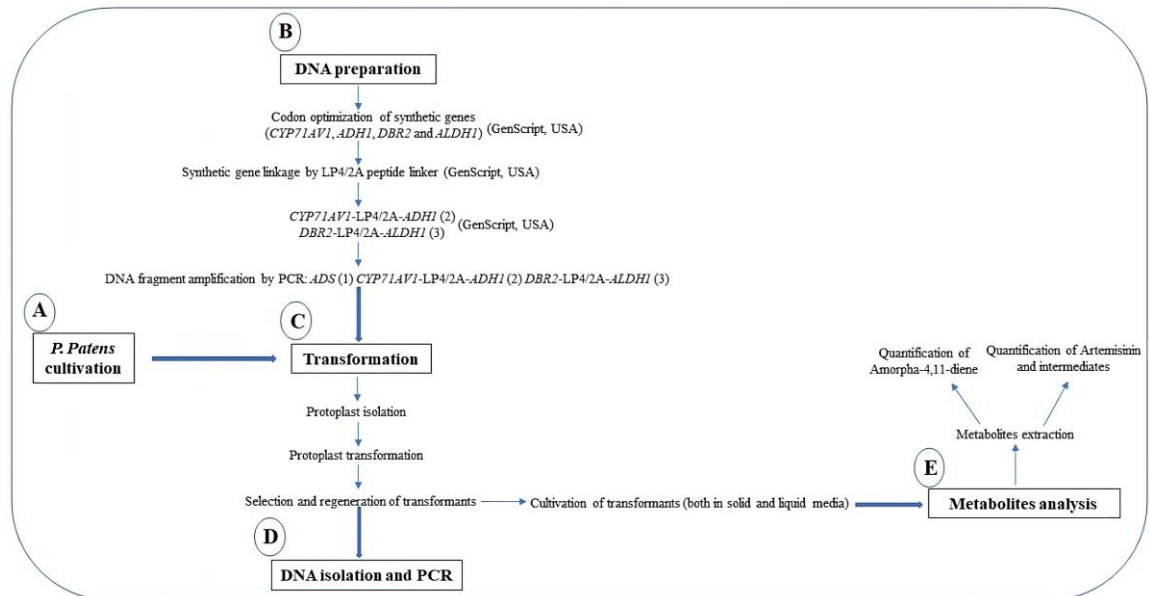 B
DNA preparation
Codon optimization of synthetic genes
(CYP71AV1, ADH1, DBR2 and ALDH1) (GenScript, USA)
Synthetic gene linkage by LP4/2A peptide linker (GenScript, USA)
CYP71AV1-LP4/2A-ADH1 (2)
DBR2-LP4/2A-ALDH1 (3)
(GenScript, USA)
DNA fragment amplification by PCR: ADS (1) CYP71AV1-LP4/2A-ADH1 (2) DBR2-LP4/2A-ALDH1 (3)
A
P. Patens
cultivation
C
Transformation
Protoplast isolation
Protoplast transformation
Selection and regeneration of transformants
Cultivation of transformants (both in solid and liquid media)
D
DNA isolation and PCR
E
Metabolites analysis
Metabolites extraction
Quantification of
Amorpha-4,11-diene
Quantification of Artemisinin
and intermediates